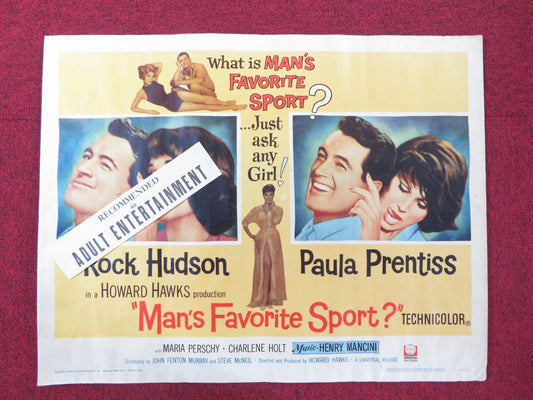 What is MAN'S
FAVORITE
SPORT?
...Just
ask
any
Girl!
RECOMMENDED
as
ADULT ENTERTAINMENT
Rock Hudson
Paula Prentiss
in a HOWARD HAWKS production
"Man's Favorite Sport?" TECHNICOLOR®
with MARIA PERSCHY · CHARLENE HOLT Music- HENRY MANCINI
Screenplay by JOHN FENTON MURRAY and STEVE McNEIL · Directed and Produced by HOWARD HAWKS · A UNIVERSAL RELEASE